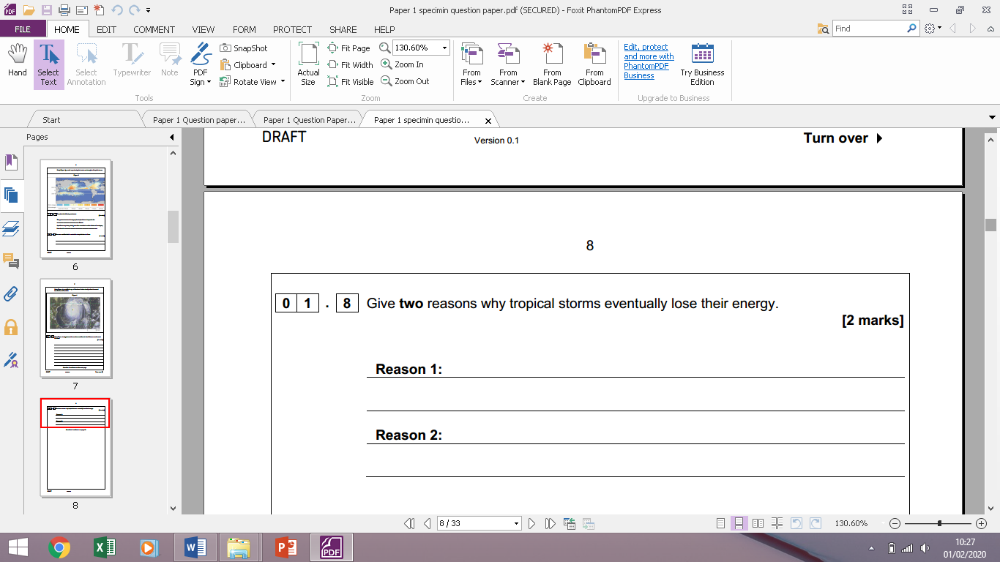 Paper 1 specimin question paper.pdf (SECURED) - Foxit PhantomPDF Express
FILE HOME EDIT COMMENT VIEW FORM PROTECT SHARE HELP Find
Hand
Select Text
Select Annotation
Typewriter
Note
PDF Sign
SnapShot
Clipboard
Rotate View
Tools
Actual Size
Fit Page
Fit Width
Fit Visible
130.60%
Zoom In
Zoom Out
Zoom
From Files
From Scanner
From Blank Page
From Clipboard
Create
Edit, protect
and more with
PhantomPDF
Business
Try Business Edition
Upgrade to Business
Start
Paper 1 Question paper...
Paper 1 Question Paper...
Paper 1 specimin questio...
Pages
6
7
8
DRAFT Version 0.1 Turn over
8
0 1 . 8 Give two reasons why tropical storms eventually lose their energy.
[2 marks]
Reason 1:
Reason 2:
8 / 33
130.60%
10:27
01/02/2020